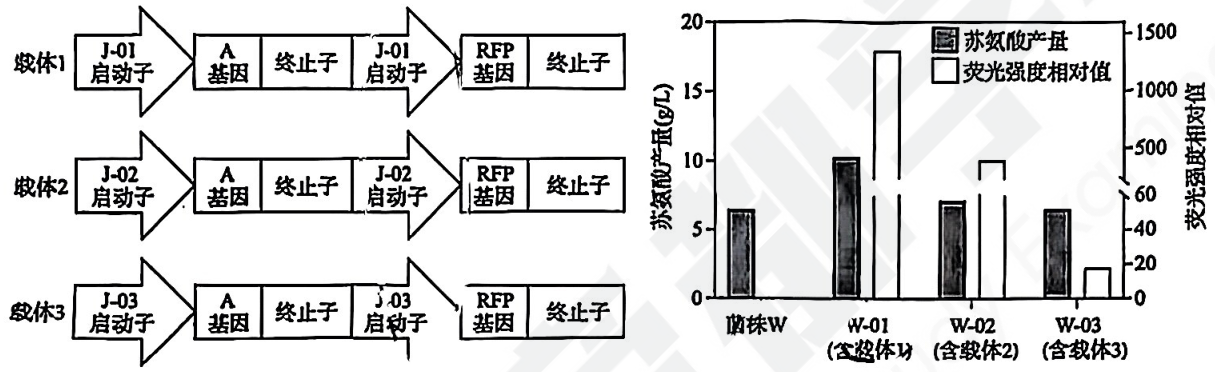 载体1
J-01
启动子
A
基因
终止子
J-01
启动子
RFP
基因
终止子
载体2
J-02
启动子
A
基因
终止子
J-02
启动子
RFP
基因
终止子
载体3
J-03
启动子
A
基因
终止子
J-03
启动子
RFP
基因
终止子
苏氨酸产量(g/L)
20
15
10
5
0
苏氨酸产量
荧光强度相对值
1500
1000
500
60
40
20
0
荧光强度相对值
菌株W
W-01
(含载体1)
W-02
(含载体2)
W-03
(含载体3)